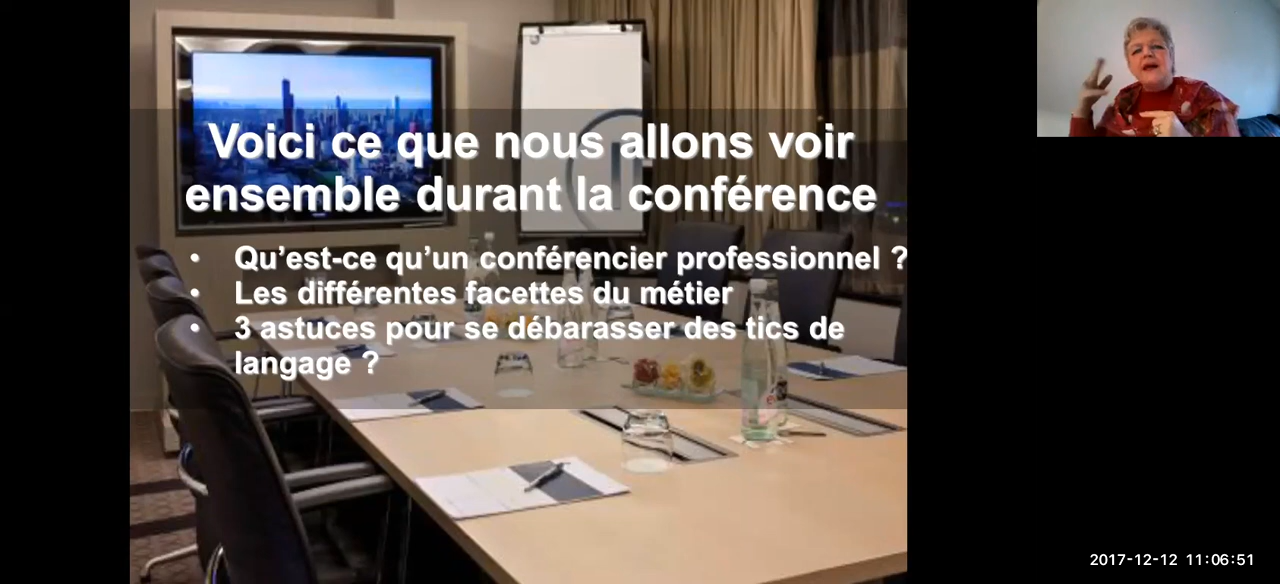 Voici ce que nous allons voir
ensemble durant la conférence
• Qu’est-ce qu’un conférencier professionnel ?
• Les différentes facettes du métier
• 3 astuces pour se débarasser des tics de
langage ?
2017-12-12 11:06:51